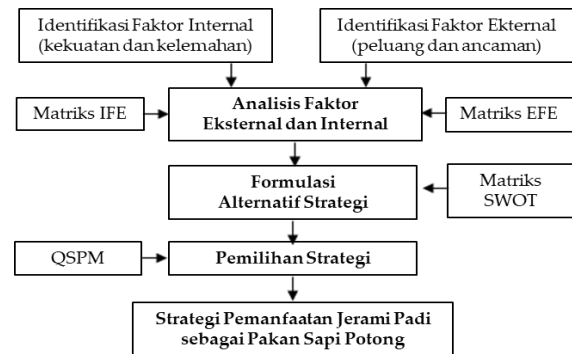 Identifikasi Faktor Internal
(kekuatan dan kelemahan)
Identifikasi Faktor Ekternal
(peluang dan ancaman)
Matriks IFE
Analisis Faktor
Eksternal dan Internal
Matriks EFE
Formulasi
Alternatif Strategi
Matriks
SWOT
QSPM
Pemilihan Strategi
Strategi Pemanfaatan Jerami Padi
sebagai Pakan Sapi Potong